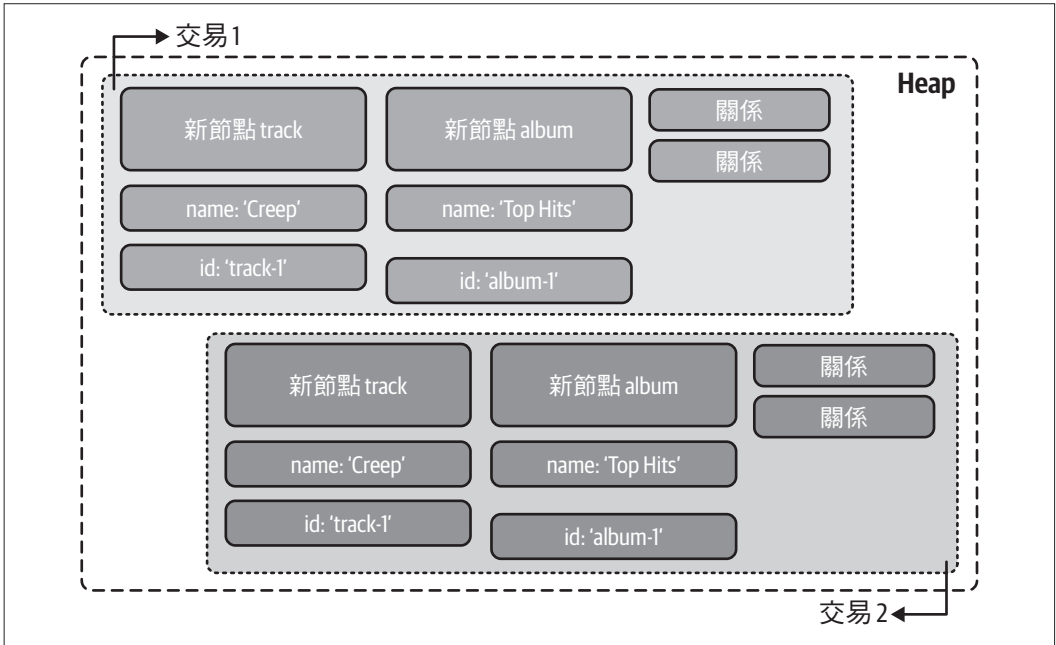 交易1
Heap
新節點 track
新節點 album
關係
關係
name: ‘Creep’
name: ‘Top Hits’
id: ‘track-1’
id: ‘album-1’
新節點 track
新節點 album
關係
關係
name: ‘Creep’
name: ‘Top Hits’
id: ‘track-1’
id: ‘album-1’
交易2